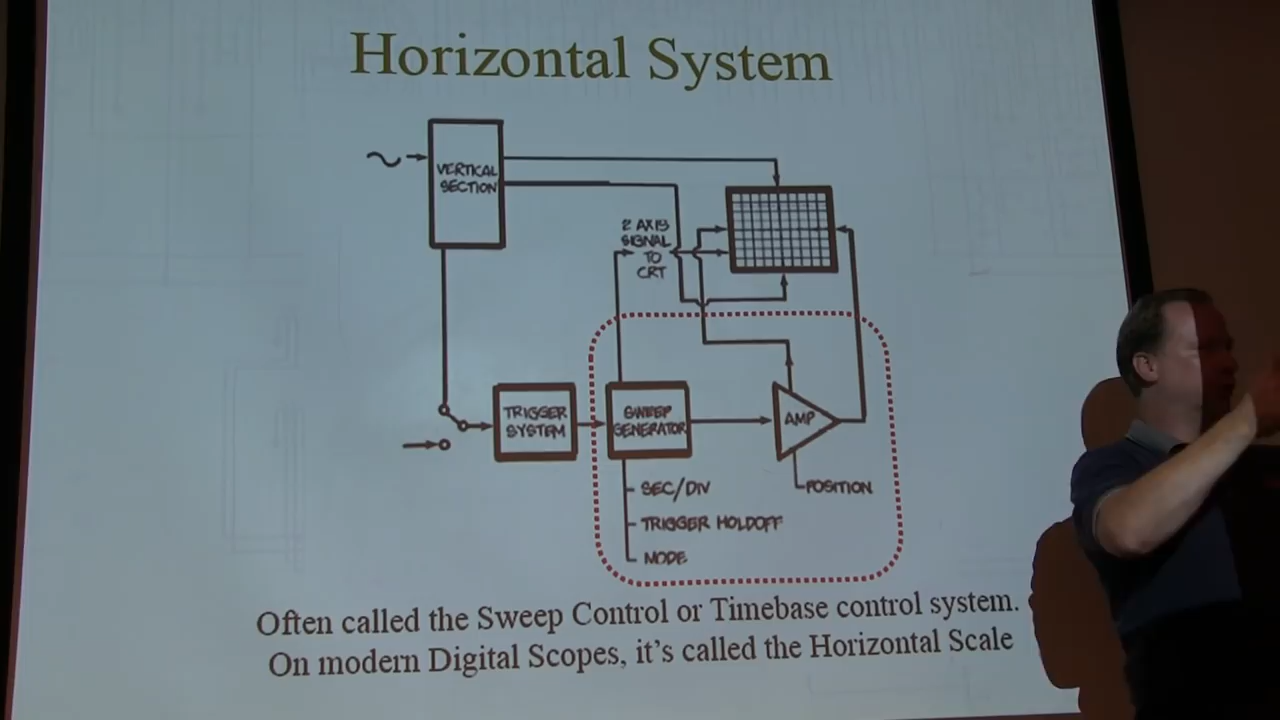 Horizontal System
VERTICAL
SECTION
Z AXIS
SIGNAL
TO
CRT
TRIGGER
SYSTEM
SWEEP
GENERATOR
AMP
SEC/DIV
POSITION
TRIGGER HOLDOFF
MODE
Often called the Sweep Control or Timebase control system.
On modern Digital Scopes, it's called the Horizontal Scale